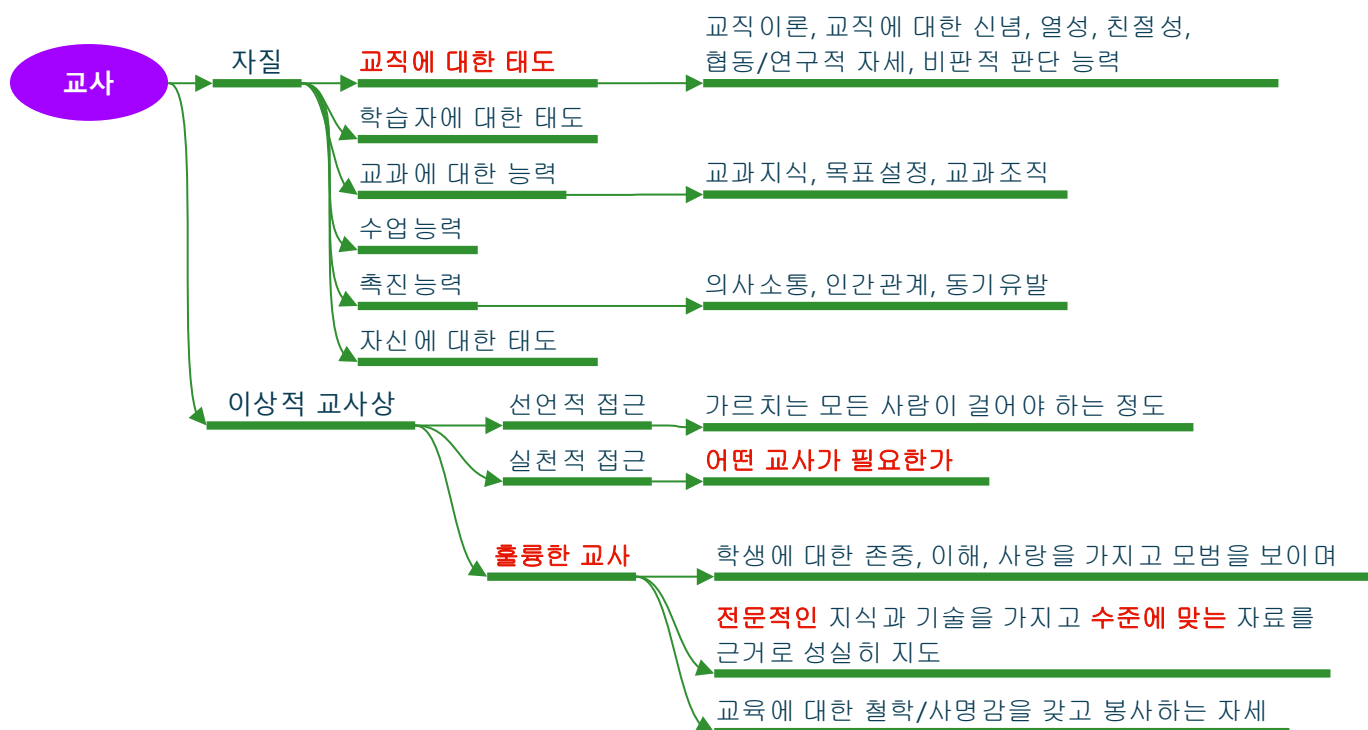 교사
자질
교직에 대한 태도
교직이론, 교직에 대한 신념, 열성, 친절성,
협동/연구적 자세, 비판적 판단 능력
학습자에 대한 태도
교과에 대한 능력
교과지식, 목표설정, 교과조직
수업능력
촉진능력
의사소통, 인간관계, 동기유발
자신에 대한 태도
이상적 교사상
선언적 접근
가르치는 모든 사람이 걸어야 하는 정도
실천적 접근
어떤 교사가 필요한가
훌륭한 교사
학생에 대한 존중, 이해, 사랑을 가지고 모범을 보이며
전문적인 지식과 기술을 가지고 수준에 맞는 자료를
근거로 성실히 지도
교육에 대한 철학/사명감을 갖고 봉사하는 자세